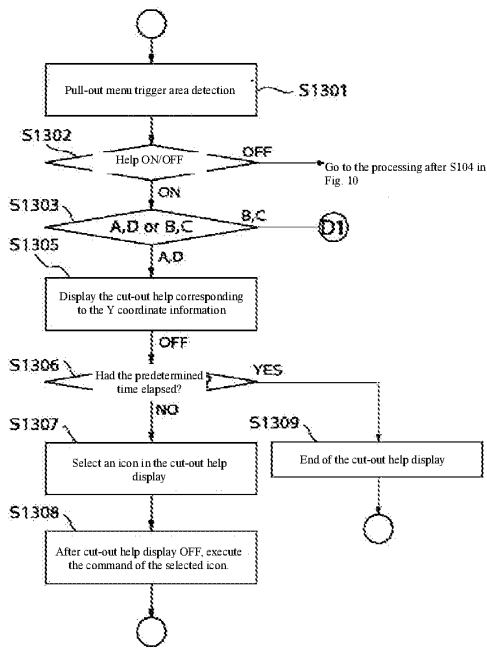 Pull-out menu trigger area detection
S1301
S1302
Help ON/OFF
OFF
Go to the processing after S104 in
Fig. 10
ON
S1303
A,D or B,C
B,C
D1
S1305
A,D
Display the cut-out help corresponding
to the Y coordinate information
OFF
S1306
Had the predetermined
time elapsed?
?
YES
NO
S1307
S1309
Select an icon in the cut-out help
display
End of the cut-out help display
S1308
After cut-out help display OFF, execute
the command of the selected icon.